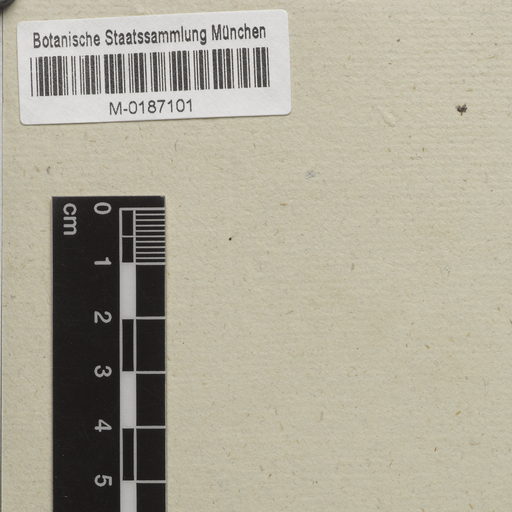 Botanische Staatssammlung München
M-0187101
cm
0
1
2
3
4
5